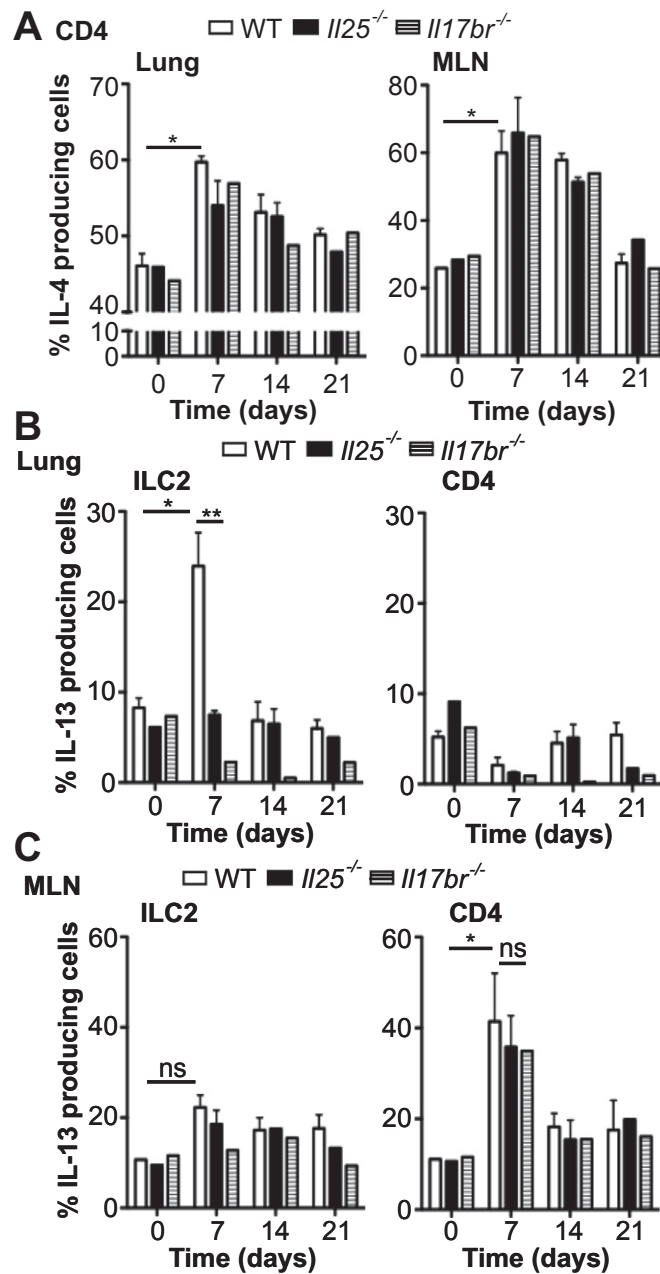 A CD4 WT Il25-/- Il17br-/-
Lung MLN
% IL-4 producing cells
70
60
50
40
10
0
0 7 14 21
Time (days)
80
60
40
20
0
0 7 14 21
Time (days)
*
*
B
Lung
WT Il25-/- Il17br-/-
ILC2 CD4
% IL-13 producing cells
30
20
10
0
0 7 14 21
Time (days)
* **
30
20
10
0
0 7 14 21
Time (days)
C
MLN
WT Il25-/- Il17br-/-
ILC2 CD4
% IL-13 producing cells
60
40
20
0
0 7 14 21
Time (days)
ns
60
40
20
0
0 7 14 21
Time (days)
* ns